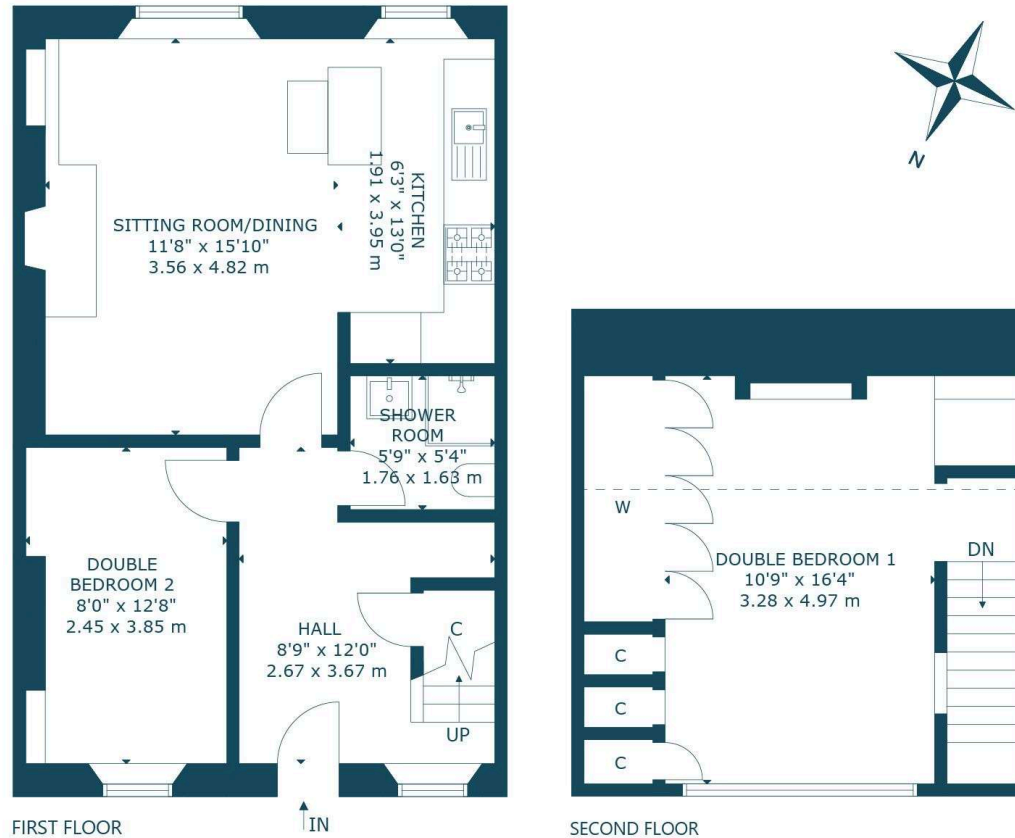 N
SITTING ROOM/DINING
11'8" x 15'10"
3.56 x 4.82 m
KITCHEN
6'3" x 13'0"
1.91 x 3.95 m
SHOWER
ROOM
5'9" x 5'4"
1.76 x 1.63 m
DOUBLE
BEDROOM 2
8'0" x 12'8"
2.45 x 3.85 m
HALL
8'9" x 12'0"
2.67 x 3.67 m
C
UP
IN
FIRST FLOOR
W
DOUBLE BEDROOM 1
10'9" x 16'4"
3.28 x 4.97 m
DN
C
C
C
SECOND FLOOR